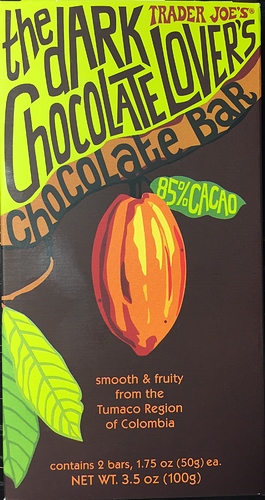 TRADER JOE'S®
the DARK
CHOCOLATE LOVER'S
CHOCOLATE BAR
85% CACAO
smooth & fruity
from the
Tumaco Region
of Colombia
contains 2 bars, 1.75 oz (50g) ea.
NET WT. 3.5 oz (100g)